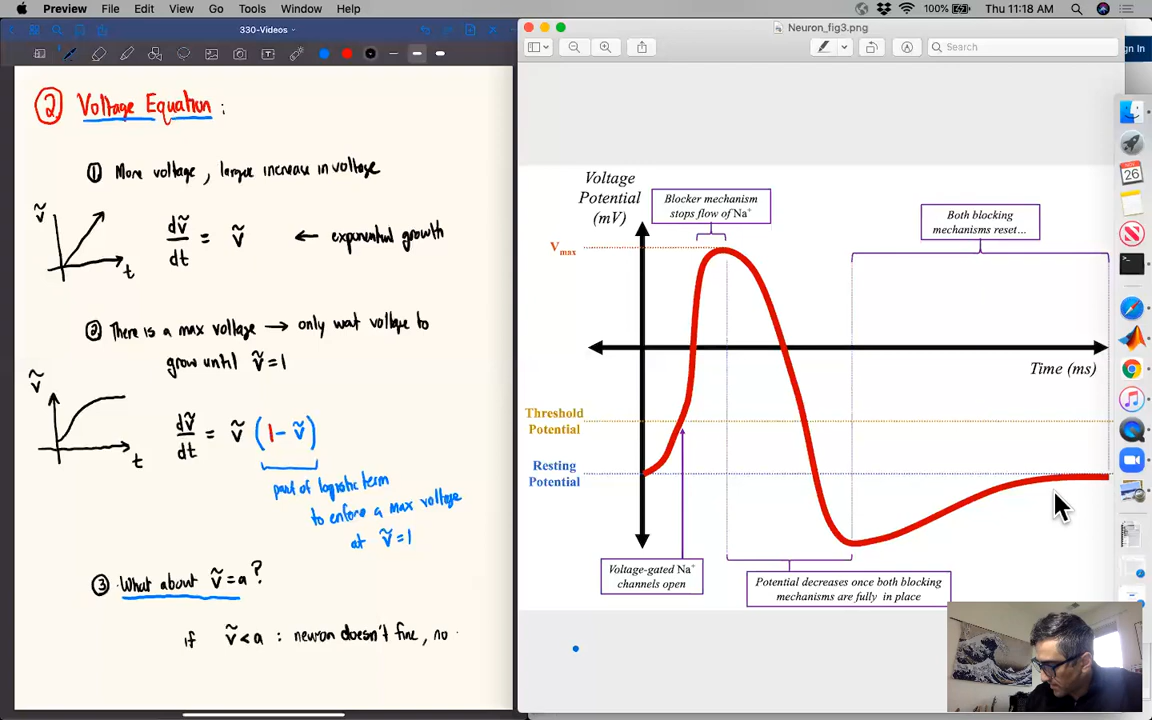 Preview File Edit View Go Tools Window Help
100% Thu 11:18 AM
330-Videos
Neuron_fig3.png
Search
gn In
② Voltage Equation :
① More voltage, larger increase in voltage
ṽ
t
dṽ/dt = ṽ ← exponential growth
② There is a max voltage → only wat voltage to
grow until ṽ=1
ṽ
t
dṽ/dt = ṽ (1-ṽ)
part of logistic term
to enforce a max voltage
at ṽ=1
③ What about ṽ=a?
if ṽ<a : neuron doesn't fire, no
Voltage
Potential
(mV)
Blocker mechanism
stops flow of Na⁺
Both blocking
mechanisms reset…
Vmax
Time (ms)
Threshold
Potential
Resting
Potential
Voltage-gated Na⁺
channels open
Potential decreases once both blocking
mechanisms are fully in place
26